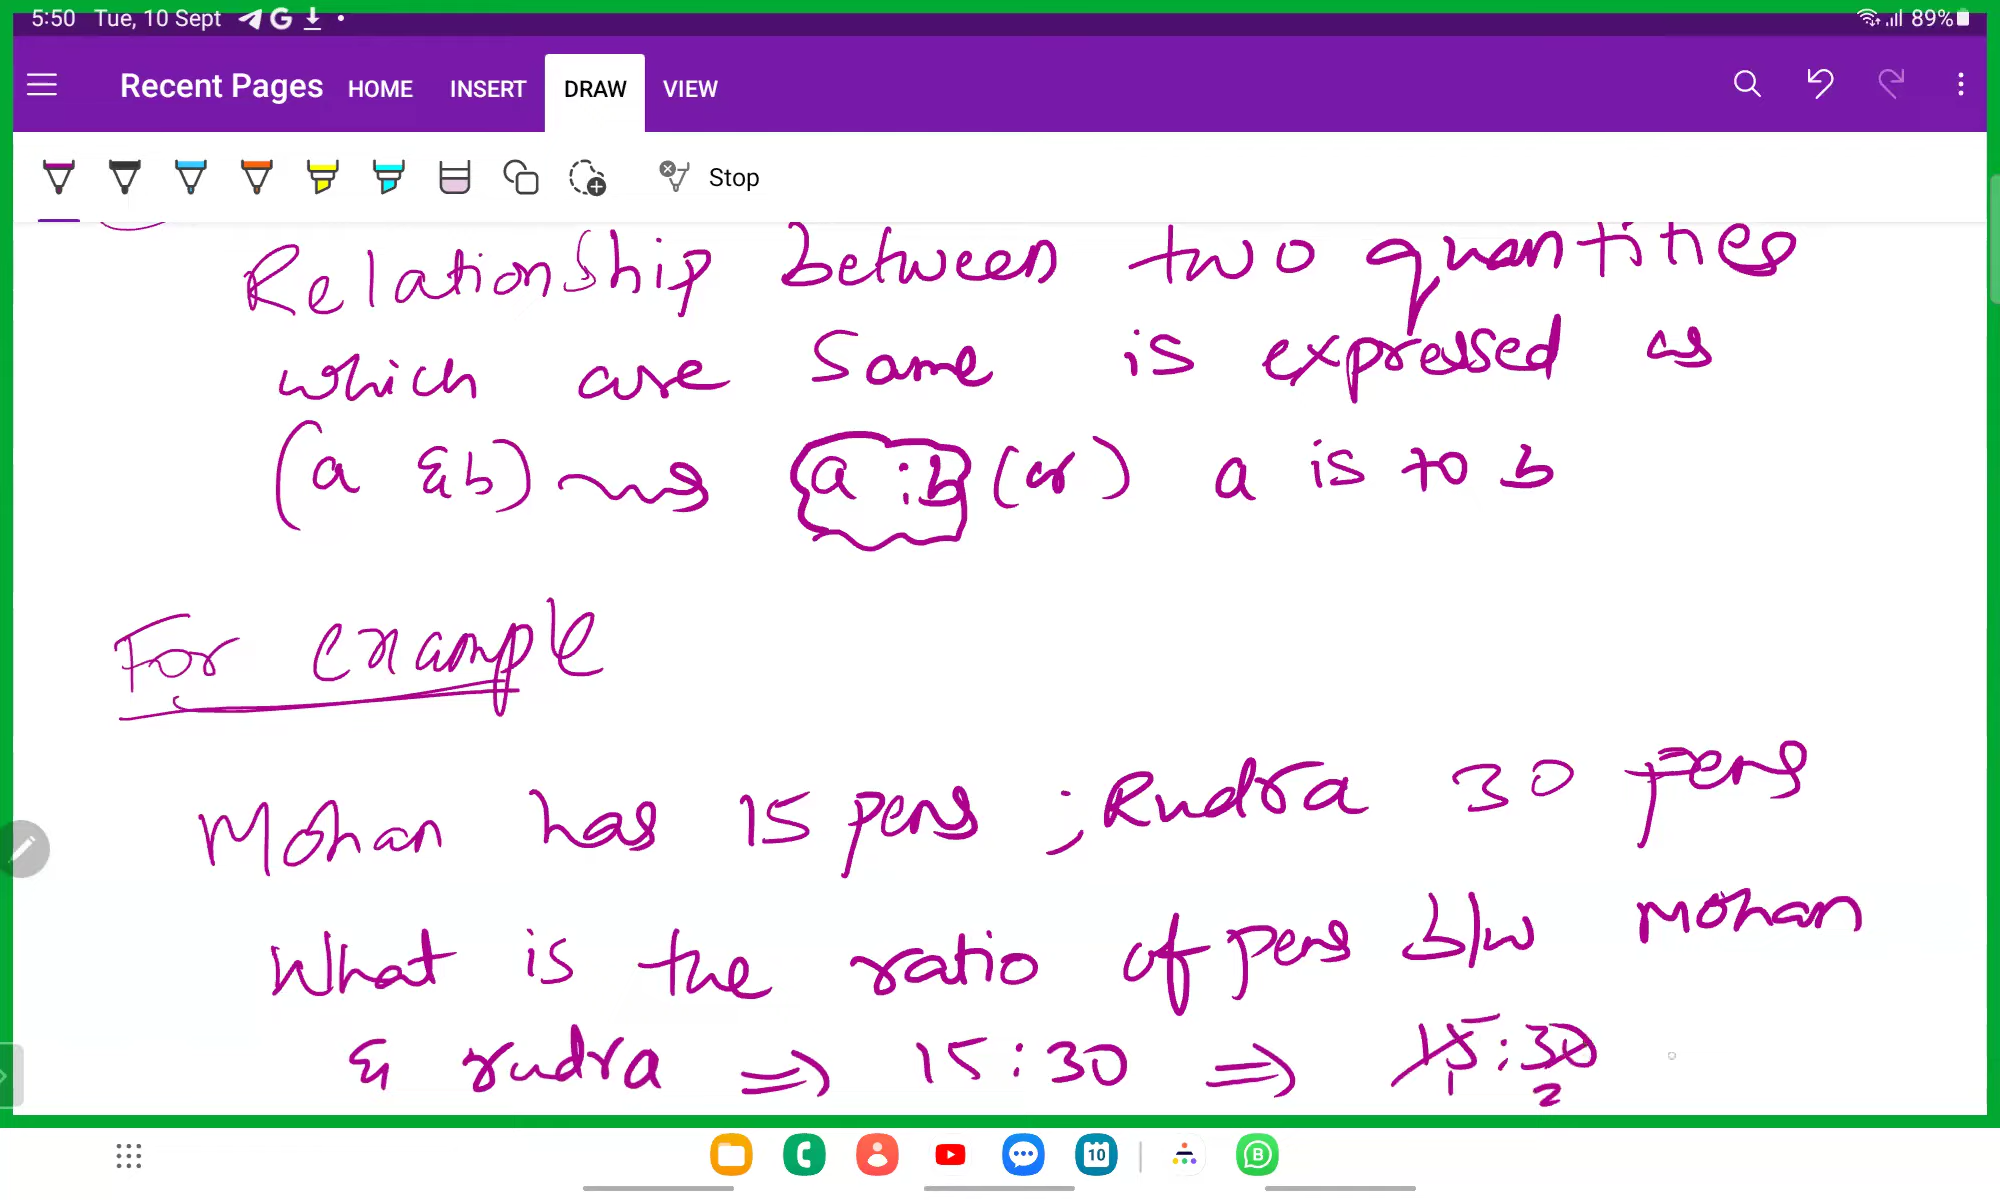 5:50 Tue, 10 Sept 89%
Recent Pages HOME INSERT DRAW VIEW
Stop
Relationship between two quantities
which are same is expressed as
(a & b) as a : b (or) a is to b
For example
Mohan has 15 pens ; Rudra 30 pens
What is the ratio of pens b/w Mohan
& rudra => 15 : 30 => 15 : 30
1 2
10